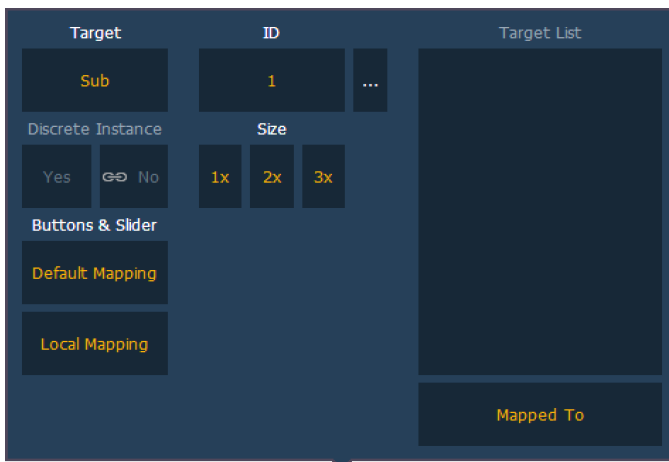 Target
ID
Target List
Sub
1
...
Discrete Instance
Size
Yes
No
1x
2x
3x
Buttons & Slider
Default Mapping
Local Mapping
Mapped To